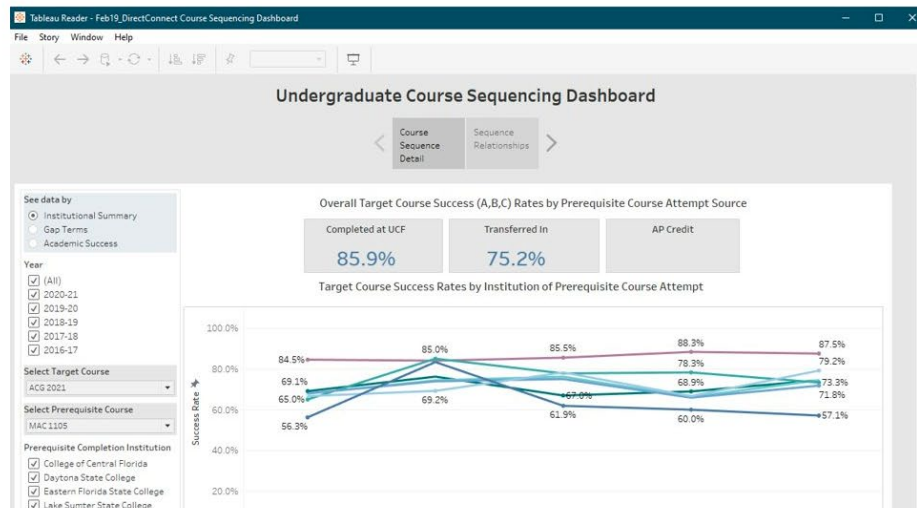 Tableau Reader - Feb19_DirectConnect Course Sequencing Dashboard
File Story Window Help
Undergraduate Course Sequencing Dashboard
Course
Sequence
Detail
Sequence
Relationships
See data by
Institutional Summary
Gap Terms
Academic Success
Year
(All)
2020-21
2019-20
2018-19
2017-18
2016-17
Select Target Course
ACG 2021
Select Prerequisite Course
MAC 1105
Prerequisite Completion Institution
College of Central Florida
Daytona State College
Eastern Florida State College
Lake Sumter State College
Overall Target Course Success (A,B,C) Rates by Prerequisite Course Attempt Source
Completed at UCF
85.9%
Transferred In
75.2%
AP Credit
Target Course Success Rates by Institution of Prerequisite Course Attempt
Success Rate
100.0%
80.0%
60.0%
40.0%
20.0%
84.5%
69.1%
65.0%
56.3%
85.0%
69.2%
85.5%
67.0%
61.9%
88.3%
78.3%
68.9%
60.0%
87.5%
79.2%
73.3%
71.8%
57.1%